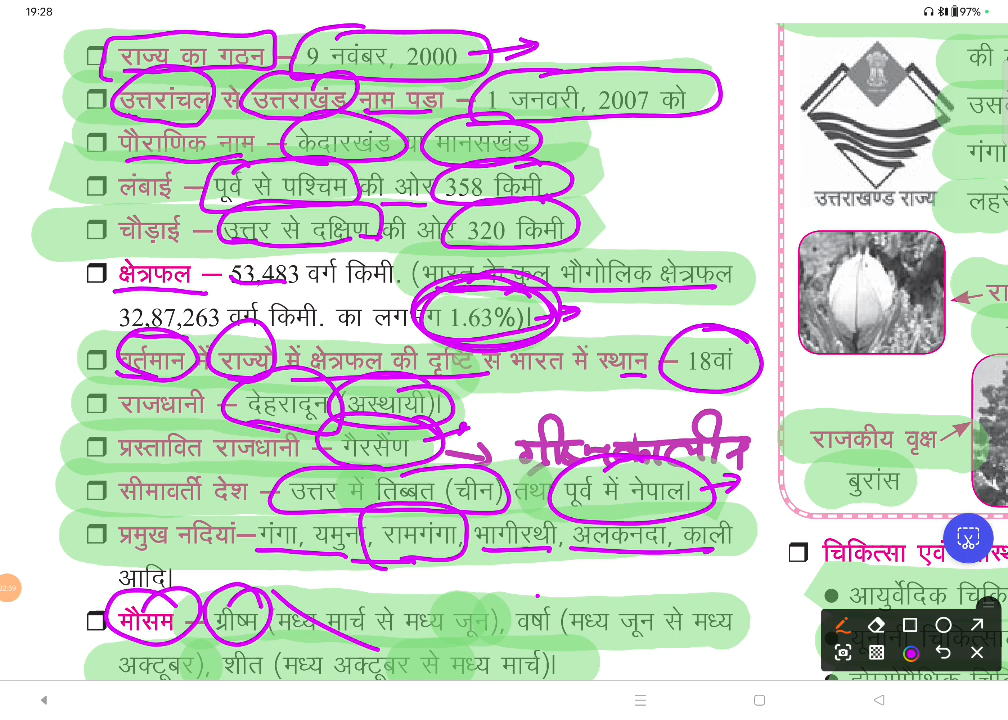 19:28
97%
राज्य का गठन – 9 नवंबर, 2000
उत्तरांचल से उत्तराखंड नाम पड़ा – 1 जनवरी, 2007 को
पौराणिक नाम – केदारखंड या मानसखंड
लंबाई – पूर्व से पश्चिम की ओर 358 किमी.
चौड़ाई – उत्तर से दक्षिण की ओर 320 किमी
क्षेत्रफल – 53,483 वर्ग किमी. (भारत के कुल भौगोलिक क्षेत्रफल
32,87,263 वर्ग किमी. का लगभग 1.63%)।
वर्तमान में राज्यों में क्षेत्रफल की दृष्टि से भारत में स्थान – 18वां
राजधानी – देहरादून (अस्थायी)।
प्रस्तावित राजधानी – गैरसैंण
सीमावर्ती देश – उत्तर में तिब्बत (चीन) तथा पूर्व में नेपाल।
प्रमुख नदियां–गंगा, यमुना, रामगंगा, भागीरथी, अलकनदा, काली
आदि।
मौसम – ग्रीष्म (मध्य मार्च से मध्य जून), वर्षा (मध्य जून से मध्य
अक्टूबर), शीत (मध्य अक्टूबर से मध्य मार्च)।
की
गंगा
उत्तराखण्ड राज्य
राजकीय वृक्ष
बुरांस
चिकित्सा एवं
आयुर्वेदिक